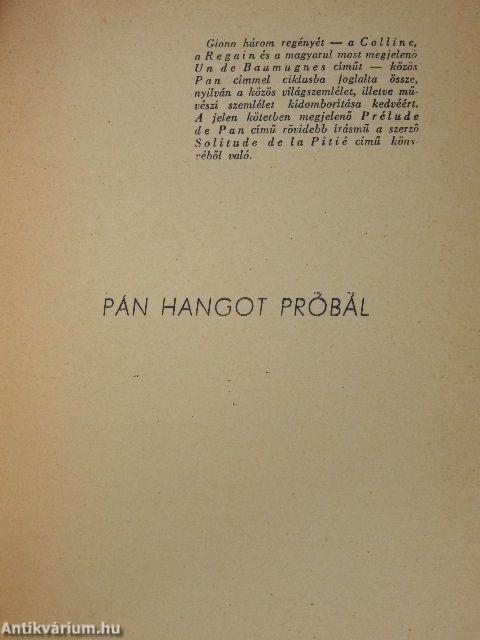 Giono három regényét — a Colline,
a Regain és a magyarul most megjelenő
Un de Baumugnes címűt — közös
Pan címmel ciklusba foglalta össze,
nyilván a közös világszemlélet, illetve mű-
vészi szemlélet kidomborítása kedvéért.
A jelen kötetben megjelenő Prélude
de Pan című rövidebb írásmű a szerző
Solitude de la Pitié című köny-
véből való.
PÁN HANGOT PRÓBÁL
Antikvárium.hu